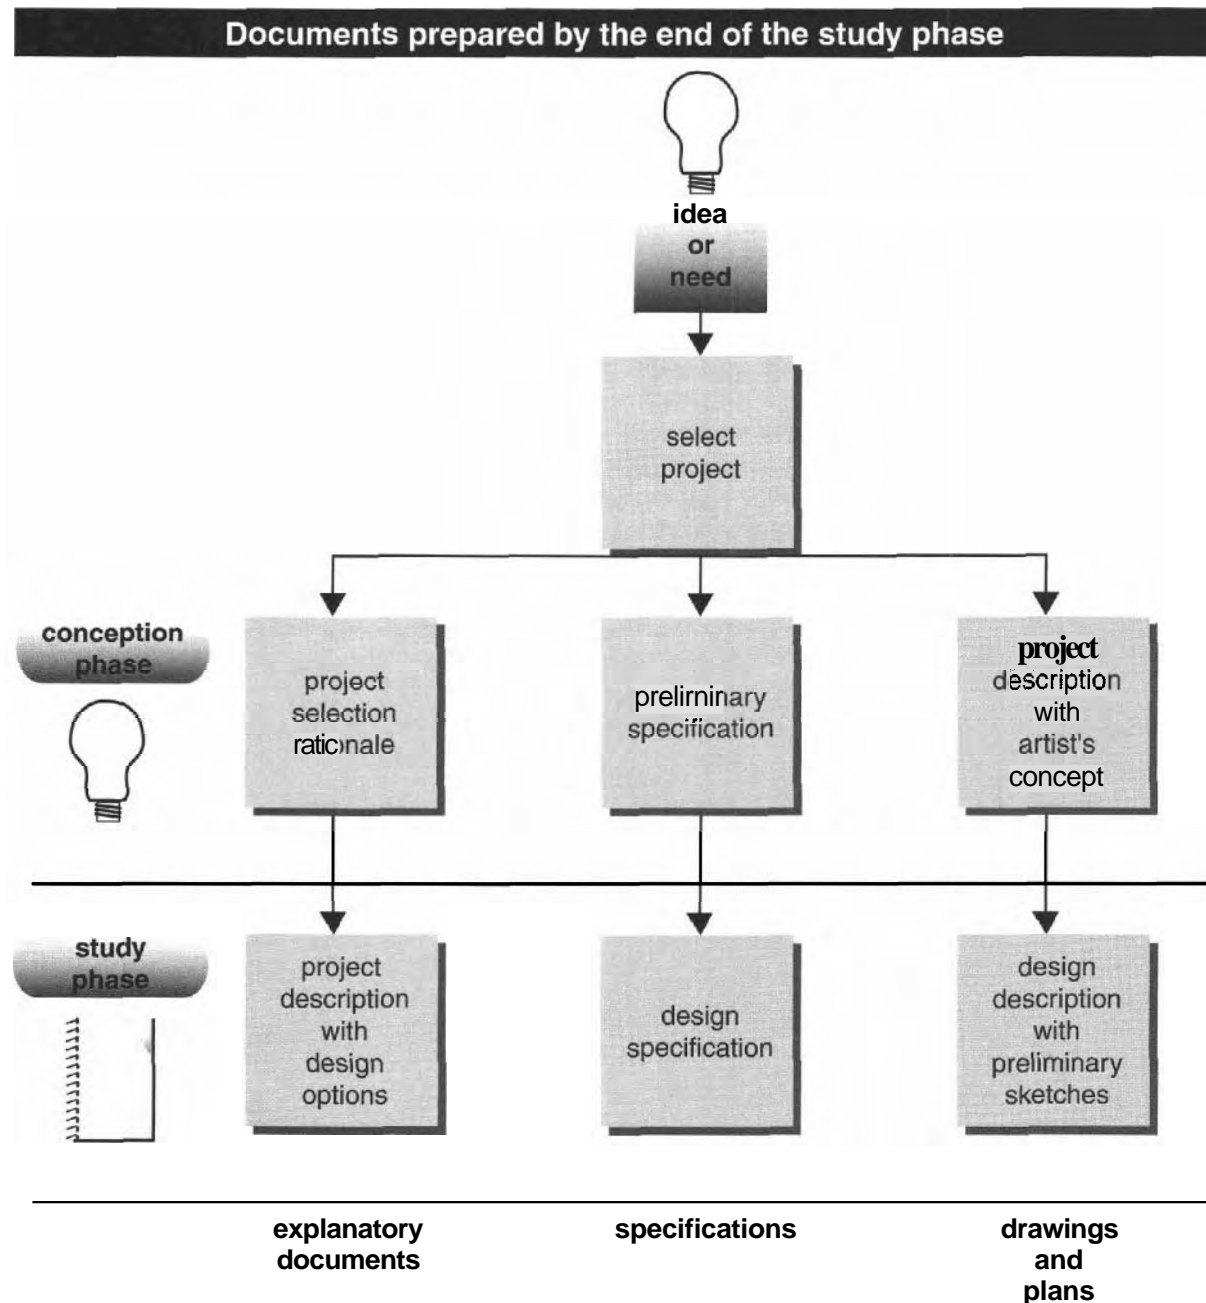 Documents prepared by the end of the study phase
idea
or
need
select
project
conception
phase
project
selection
rationale
preliminary
specification
project
description
with
artist's
concept
study
phase
project
description
with
design
options
design
specification
design
description
with
preliminary
sketches
explanatory
documents
specifications
drawings
and
plans